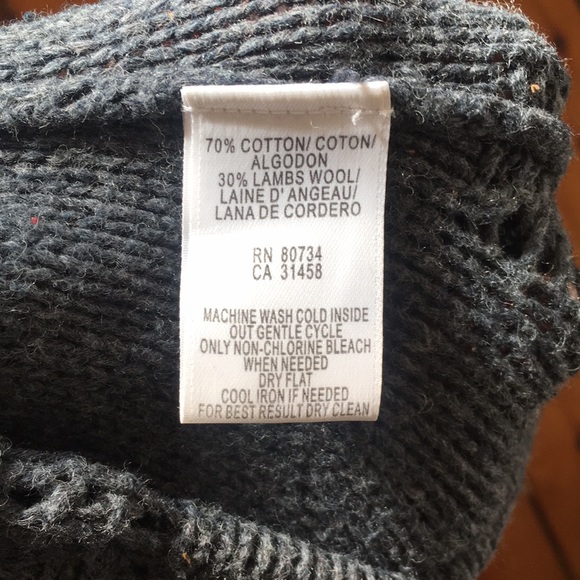 70% COTTON/ COTON/
ALGODON
30% LAMBS WOOL/
LAINE D' ANGEAU/
LANA DE CORDERO
RN 80734
CA 31458
MACHINE WASH COLD INSIDE
OUT GENTLE CYCLE
ONLY NON-CHLORINE BLEACH
WHEN NEEDED
DRY FLAT
COOL IRON IF NEEDED
FOR BEST RESULT DRY CLEAN